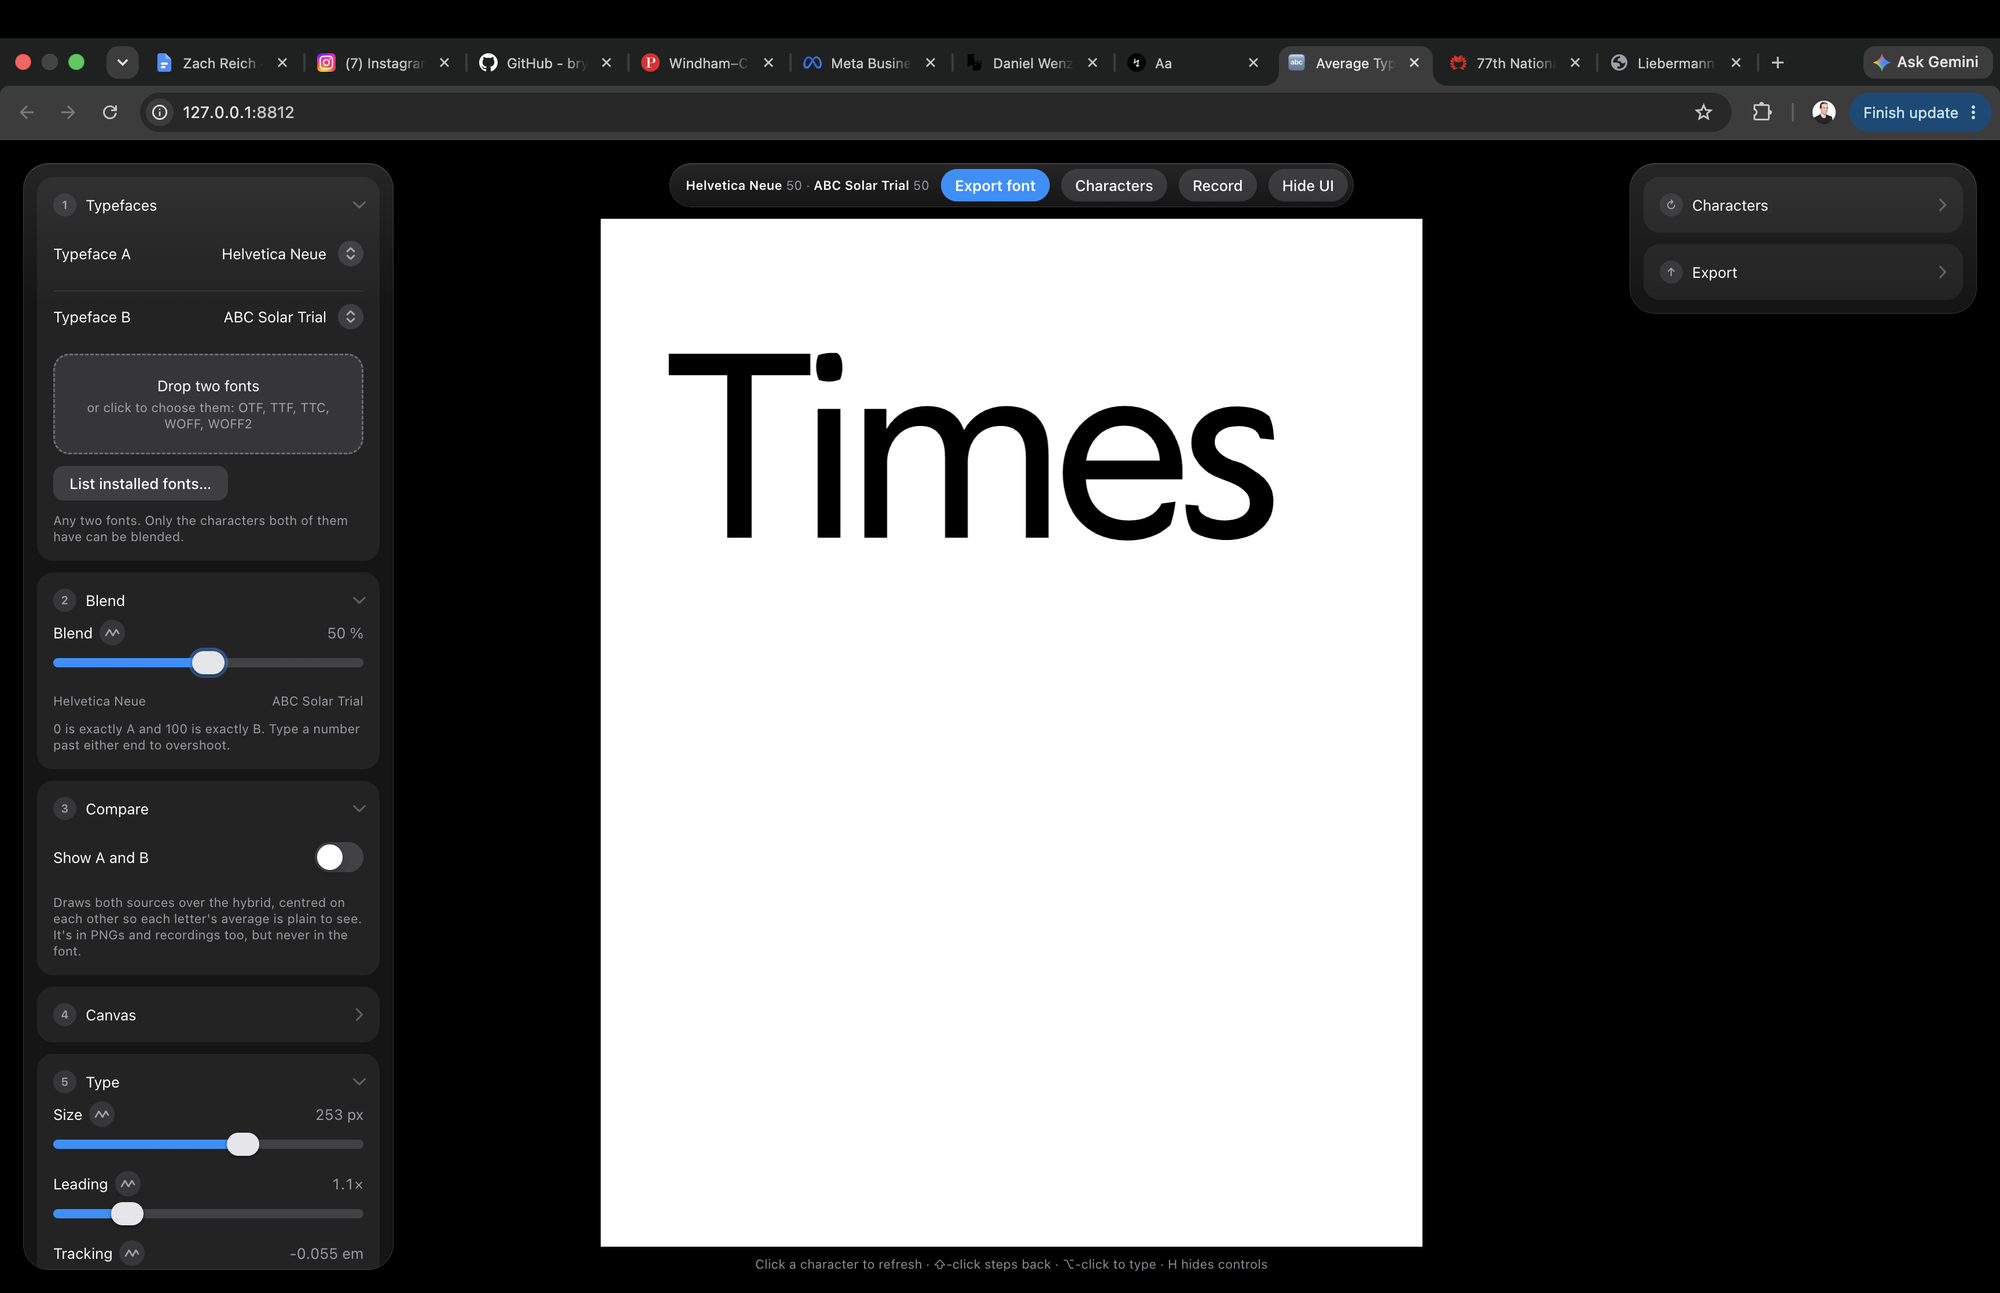 Zach Reich
(7) Instagra
GitHub - bry
Windham–C
Meta Busine
Daniel Wenz
Aa
Average Typ
77th Nation
Liebermann
Ask Gemini
127.0.0.1:8812
Finish update
1 Typefaces
Typeface A Helvetica Neue
Typeface B ABC Solar Trial
Drop two fonts
or click to choose them: OTF, TTF, TTC,
WOFF, WOFF2
List installed fonts...
Any two fonts. Only the characters both of them
have can be blended.
2 Blend
Blend 50 %
Helvetica Neue ABC Solar Trial
0 is exactly A and 100 is exactly B. Type a number
past either end to overshoot.
3 Compare
Show A and B
Draws both sources over the hybrid, centred on
each other so each letter's average is plain to see.
It's in PNGs and recordings too, but never in the
font.
4 Canvas
5 Type
Size 253 px
Leading 1.1×
Tracking -0.055 em
Helvetica Neue 50 · ABC Solar Trial 50
Export font
Characters
Record
Hide UI
Times
Click a character to refresh · ⇧-click steps back · ⌥-click to type · H hides controls
Characters
Export